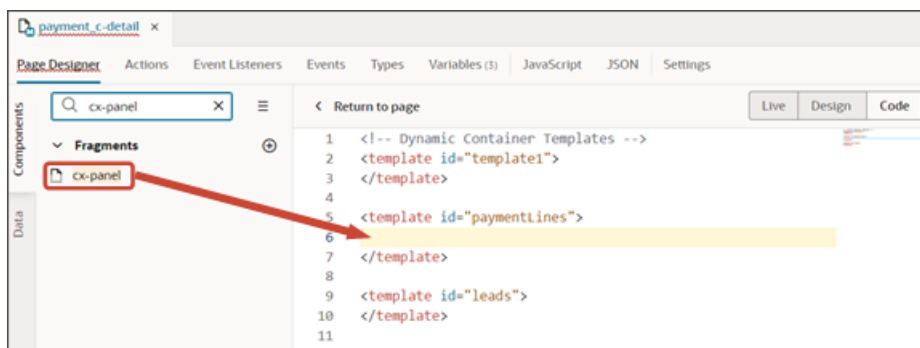 payment_c-detail ×
Page Designer Actions Event Listeners Events Types Variables (3) JavaScript JSON Settings
Components
cx-panel ×
Return to page
Live Design Code
Fragments
cx-panel
Data
1 <!-- Dynamic Container Templates -->
2 <template id="template1">
3 </template>
4
5 <template id="paymentLines">
6
7 </template>
8
9 <template id="leads">
10 </template>
11